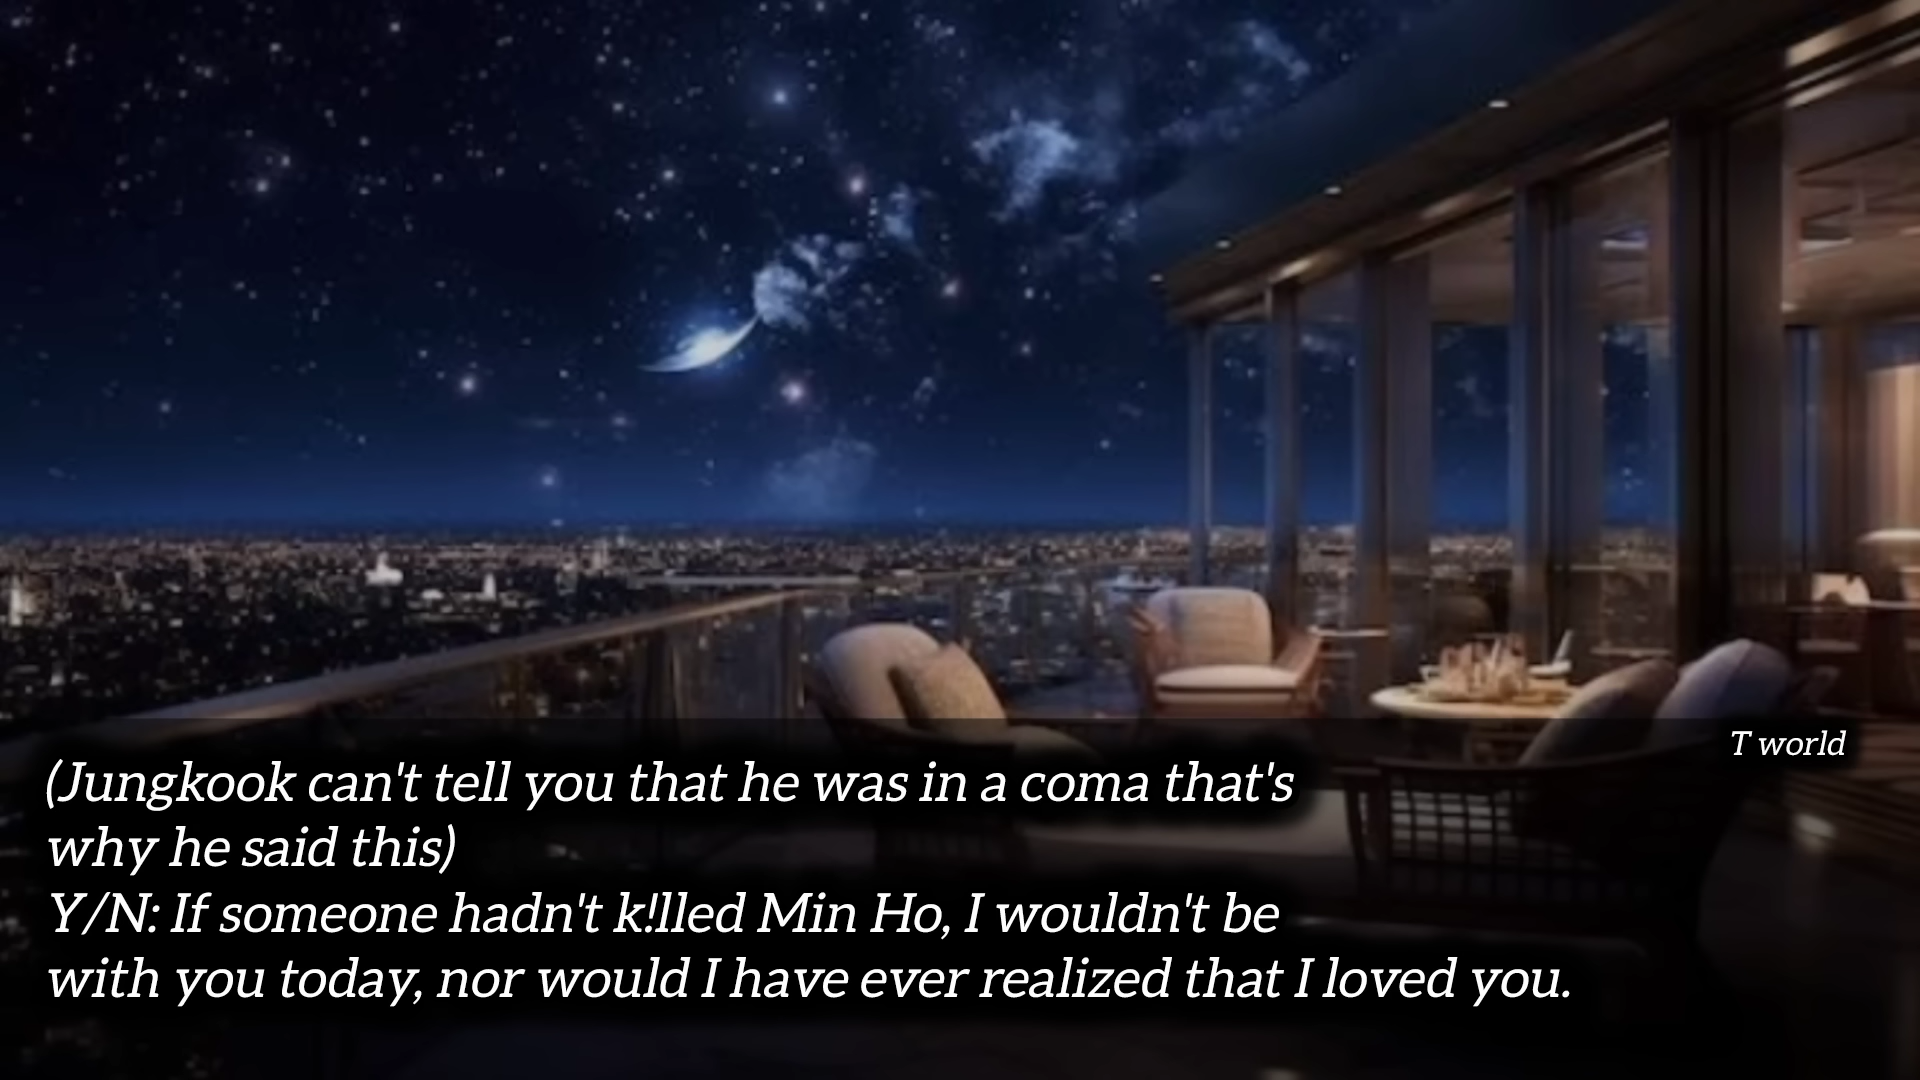 T world
(Jungkook can't tell you that he was in a coma that's
why he said this)
Y/N: If someone hadn't k!lled Min Ho, I wouldn't be
with you today, nor would I have ever realized that I loved you.